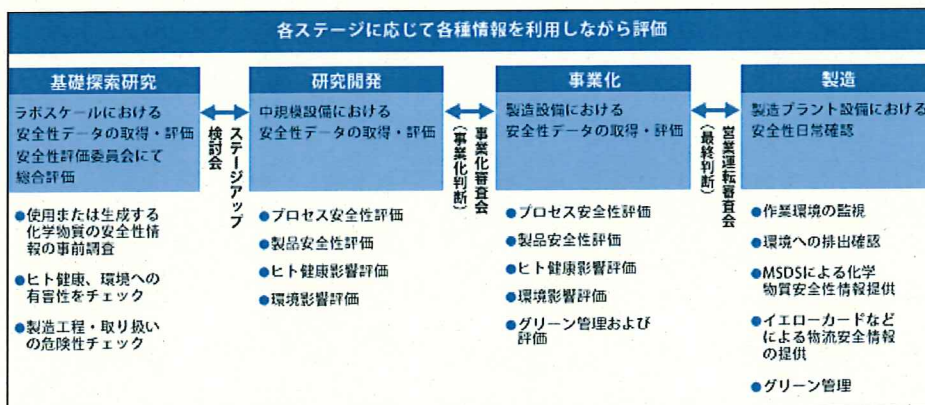 各ステージに応じて各種情報を利用しながら評価
基礎探索研究
ラボスケールにおける
安全性データの取得・評価
安全性評価委員会にて
総合評価
●使用または生成する
化学物質の安全性情
報の事前調査
●ヒト健康、環境への
有害性をチェック
●製造工程・取り扱い
の危険性チェック
ステージアップ
検討会
研究開発
中規模設備における
安全性データの取得・評価
●プロセス安全性評価
●製品安全性評価
●ヒト健康影響評価
●環境影響評価
事業化審査会
(事業化判断)
事業化
製造設備における
安全性データの取得・評価
●プロセス安全性評価
●製品安全性評価
●ヒト健康影響評価
●環境影響評価
●グリーン管理および
評価
営業運転審査会
(最終判断)
製造
製造プラント設備における
安全性日常確認
●作業環境の監視
●環境への排出確認
●MSDSによる化学
物質安全性情報提供
●イエローカードなど
による物流安全情報
の提供
●グリーン管理